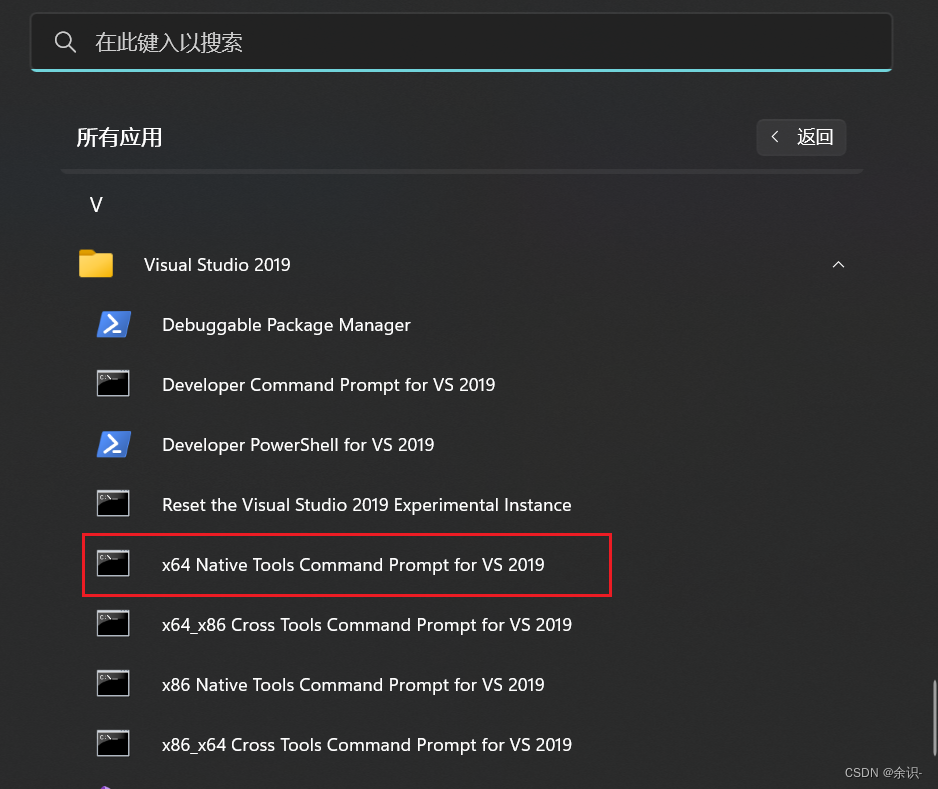 在此键入以搜索
所有应用
返回
V
Visual Studio 2019
Debuggable Package Manager
Developer Command Prompt for VS 2019
Developer PowerShell for VS 2019
Reset the Visual Studio 2019 Experimental Instance
x64 Native Tools Command Prompt for VS 2019
x64_x86 Cross Tools Command Prompt for VS 2019
x86 Native Tools Command Prompt for VS 2019
x86_x64 Cross Tools Command Prompt for VS 2019
CSDN @余识-